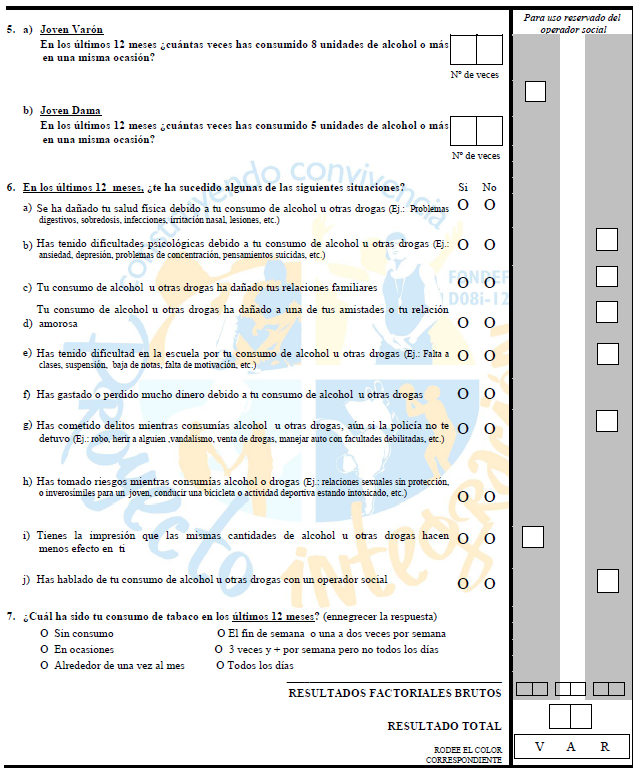 Para uso reservado del
operador social
5. a) Joven Varón
En los últimos 12 meses ¿cuántas veces has consumido 8 unidades de alcohol o más
en una misma ocasión?
Nº de veces
b) Joven Dama
En los últimos 12 meses ¿cuántas veces has consumido 5 unidades de alcohol o más
en una misma ocasión?
Nº de veces
6. En los últimos 12 meses, ¿te ha sucedido algunas de las siguientes situaciones? Si No
a) Se ha dañado tu salud física debido a tu consumo de alcohol u otras drogas (Ej.: Problemas O O
digestivos, sobredosis, infecciones, irritación nasal, lesiones, etc.)
b) Has tenido dificultades psicológicas debido a tu consumo de alcohol u otras drogas (Ej.: O O
ansiedad, depresión, problemas de concentración, pensamientos suicidas, etc.)
c) Tu consumo de alcohol u otras drogas ha dañado tus relaciones familiares O O
Tu consumo de alcohol u otras drogas ha dañado a una de tus amistades o tu relación
d) amorosa O O
e) Has tenido dificultad en la escuela por tu consumo de alcohol u otras drogas (Ej.: Falta a O O
clases, suspensión, baja de notas, falta de motivación, etc.)
f) Has gastado o perdido mucho dinero debido a tu consumo de alcohol u otras drogas O O
g) Has cometido delitos mientras consumías alcohol u otras drogas, aún si la policía no te O O
detuvo (Ej.: robo, herir a alguien ,vandalismo, venta de drogas, manejar auto con facultades debilitadas, etc.)
h) Has tomado riesgos mientras consumías alcohol o drogas (Ej.: relaciones sexuales sin protección,
o inverosímiles para un joven, conducir una bicicleta o actividad deportiva estando intoxicado, etc.) O O
i) Tienes la impresión que las mismas cantidades de alcohol u otras drogas hacen O O
menos efecto en ti
j) Has hablado de tu consumo de alcohol u otras drogas con un operador social O O
7. ¿Cuál ha sido tu consumo de tabaco en los últimos 12 meses? (ennegrecer la respuesta)
O Sin consumo O El fin de semana o una a dos veces por semana
O En ocasiones O 3 veces y + por semana pero no todos los días
O Alrededor de una vez al mes O Todos los días
RESULTADOS FACTORIALES BRUTOS
RESULTADO TOTAL
RODEE EL COLOR
CORRESPONDIENTE
V A R
construyendo convivencia
FONDEF
D08i-12
Proyecto
integración